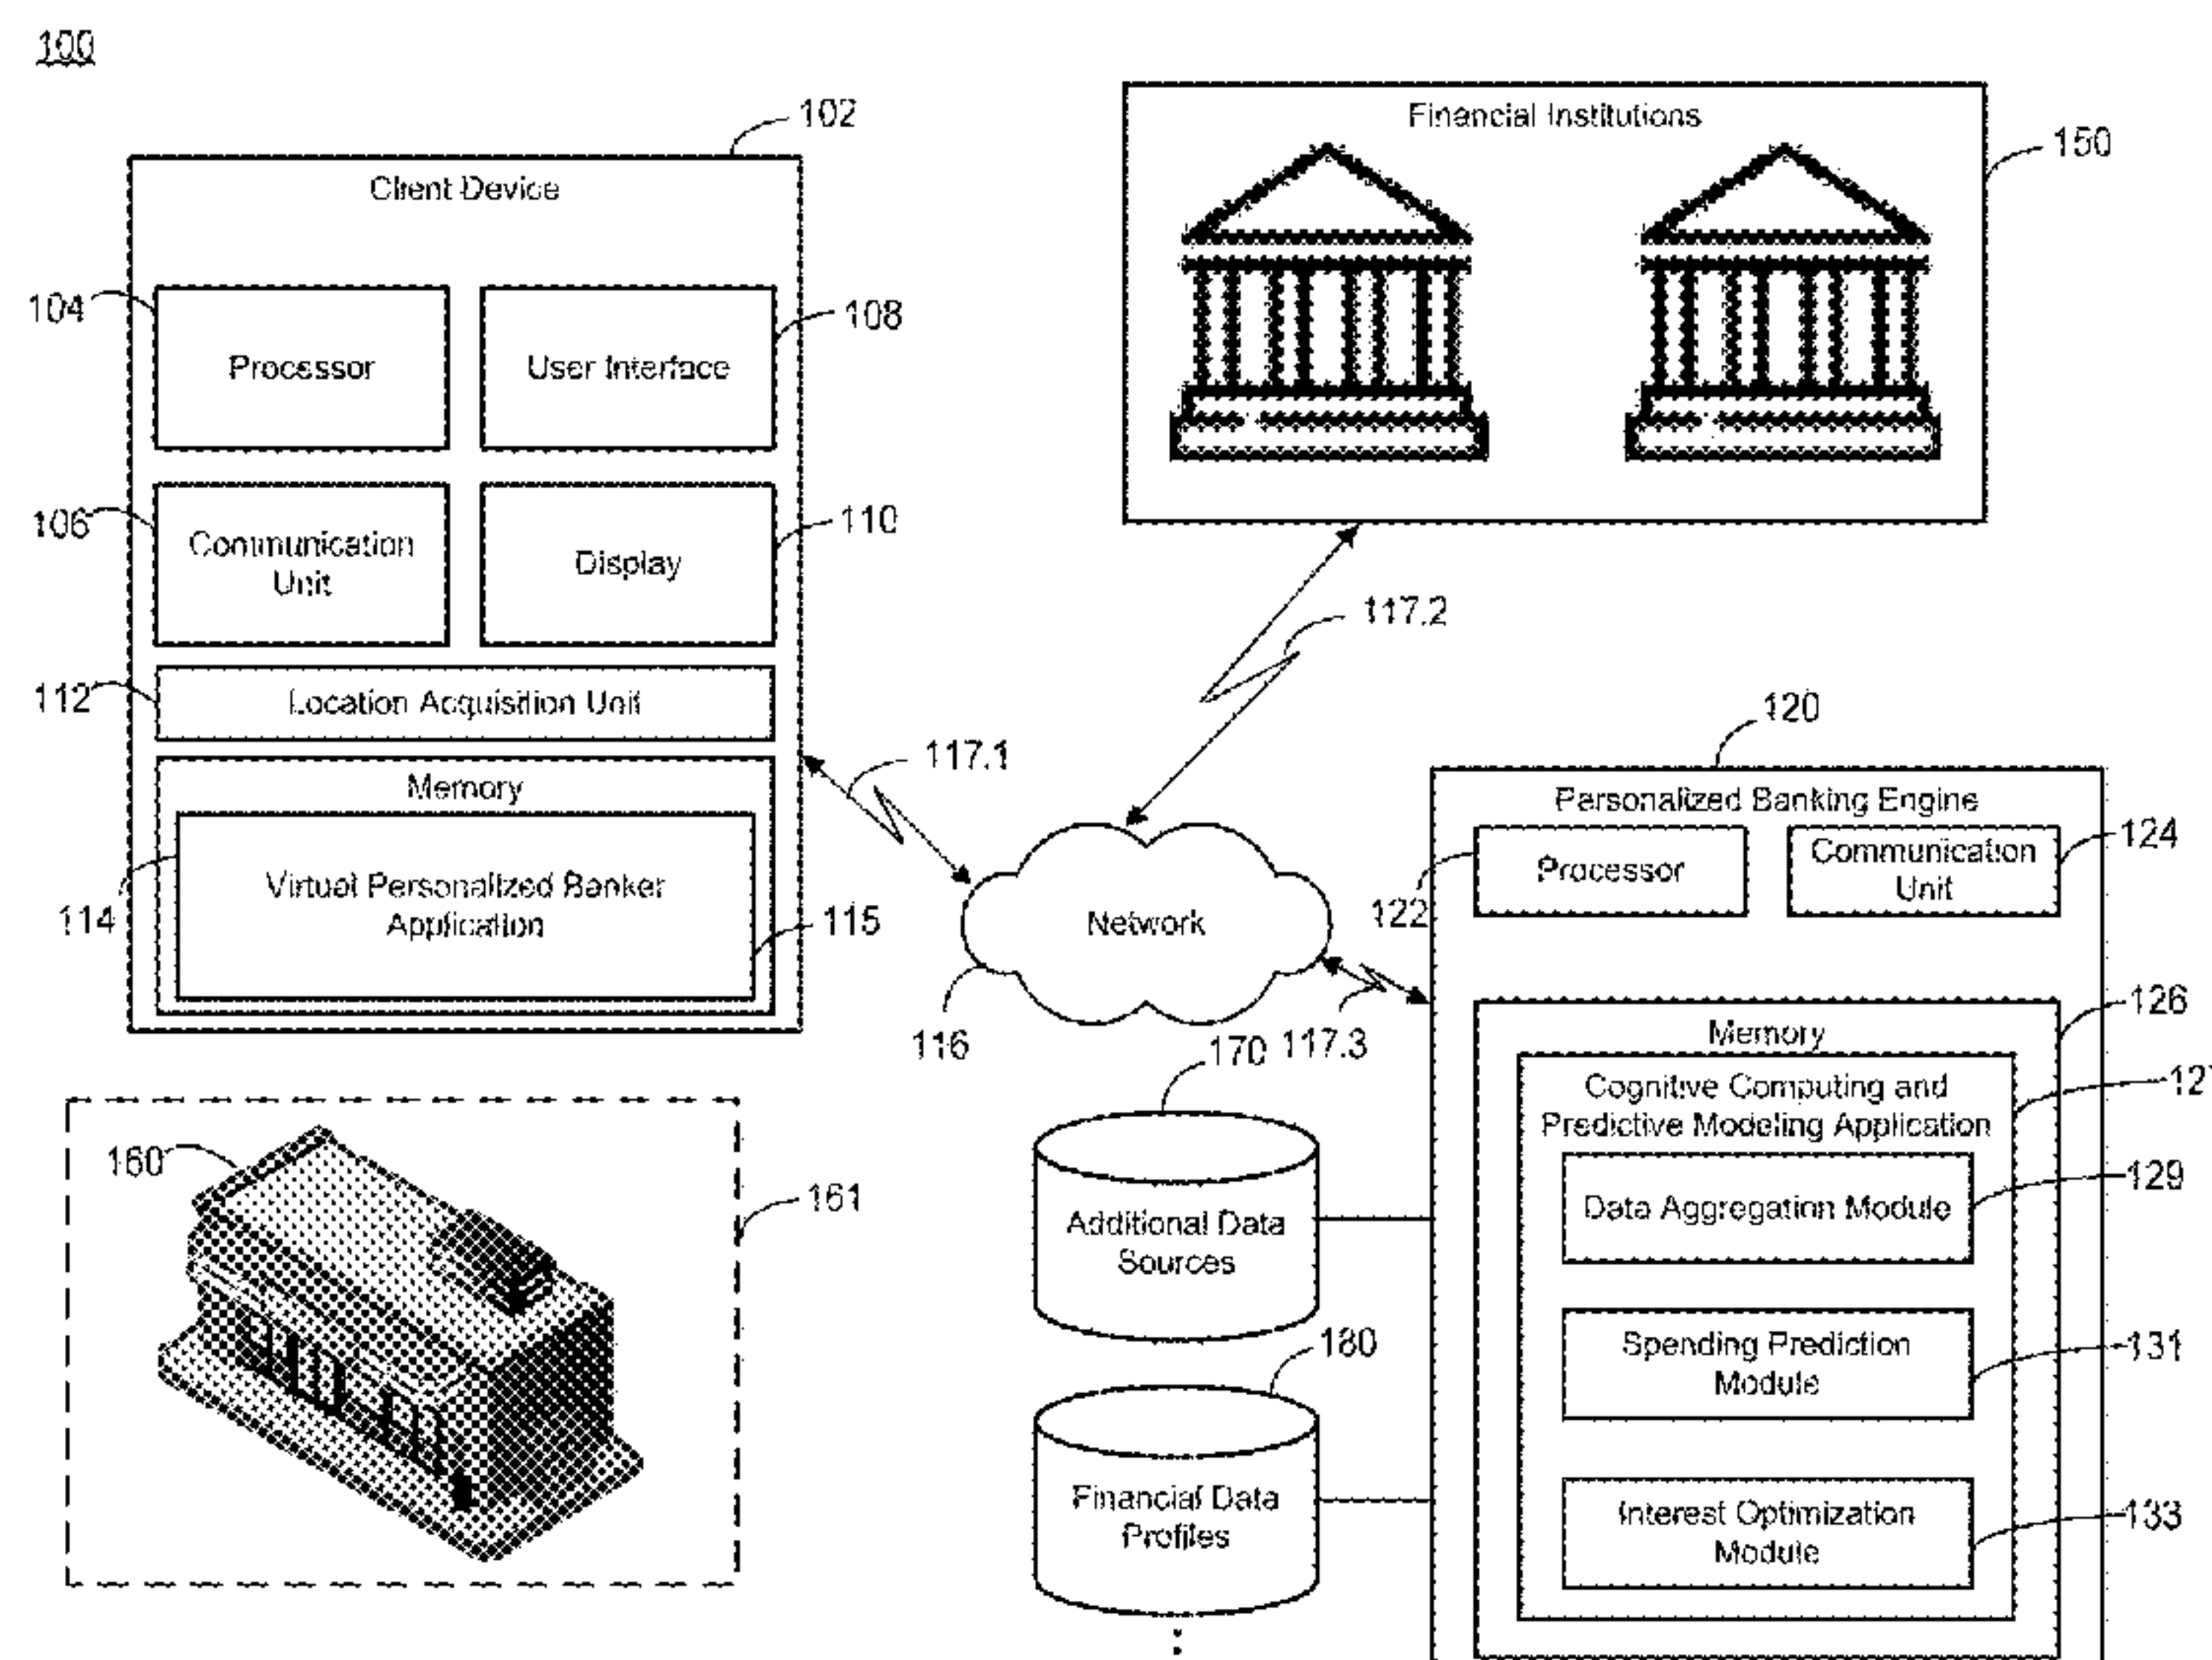 100
102
Client Device
104
Processor
User Interface
108
106
Communication
Unit
Display
110
112
Location Acquisition Unit
Memory
114
Virtual Personalized Banker
Application
115
Financial Institutions
150
117.1
117.2
Network
116
117.3
120
Personalized Banking Engine
122
Processor
Communication
Unit
124
Memory
126
Cognitive Computing and
Predictive Modeling Application
Data Aggregation Module
129
Spending Prediction
Module
131
Interest Optimization
Module
133
170
Additional Data
Sources
180
Financial Data
Profiles
160
161